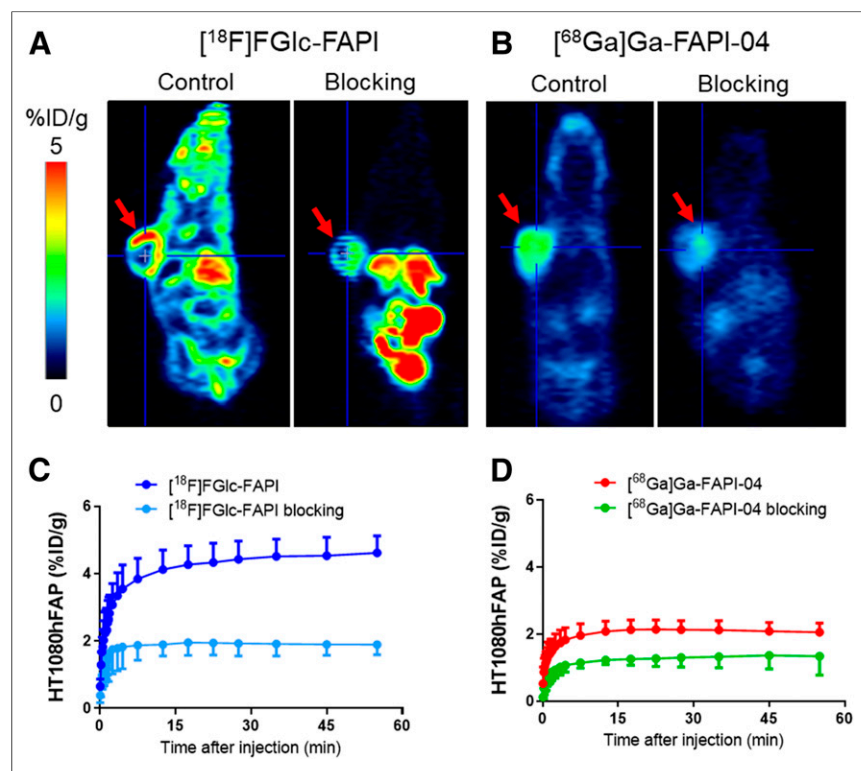 A
[¹⁸F]FGlc-FAPI
B
[⁶⁸Ga]Ga-FAPI-04
Control
Blocking
Control
Blocking
%ID/g
5
0
C
[¹⁸F]FGlc-FAPI
[¹⁸F]FGlc-FAPI blocking
HT1080hFAP (%ID/g)
6
4
2
0
0
15
30
45
60
Time after injection (min)
D
[⁶⁸Ga]Ga-FAPI-04
[⁶⁸Ga]Ga-FAPI-04 blocking
HT1080hFAP (%ID/g)
6
4
2
0
0
15
30
45
60
Time after injection (min)